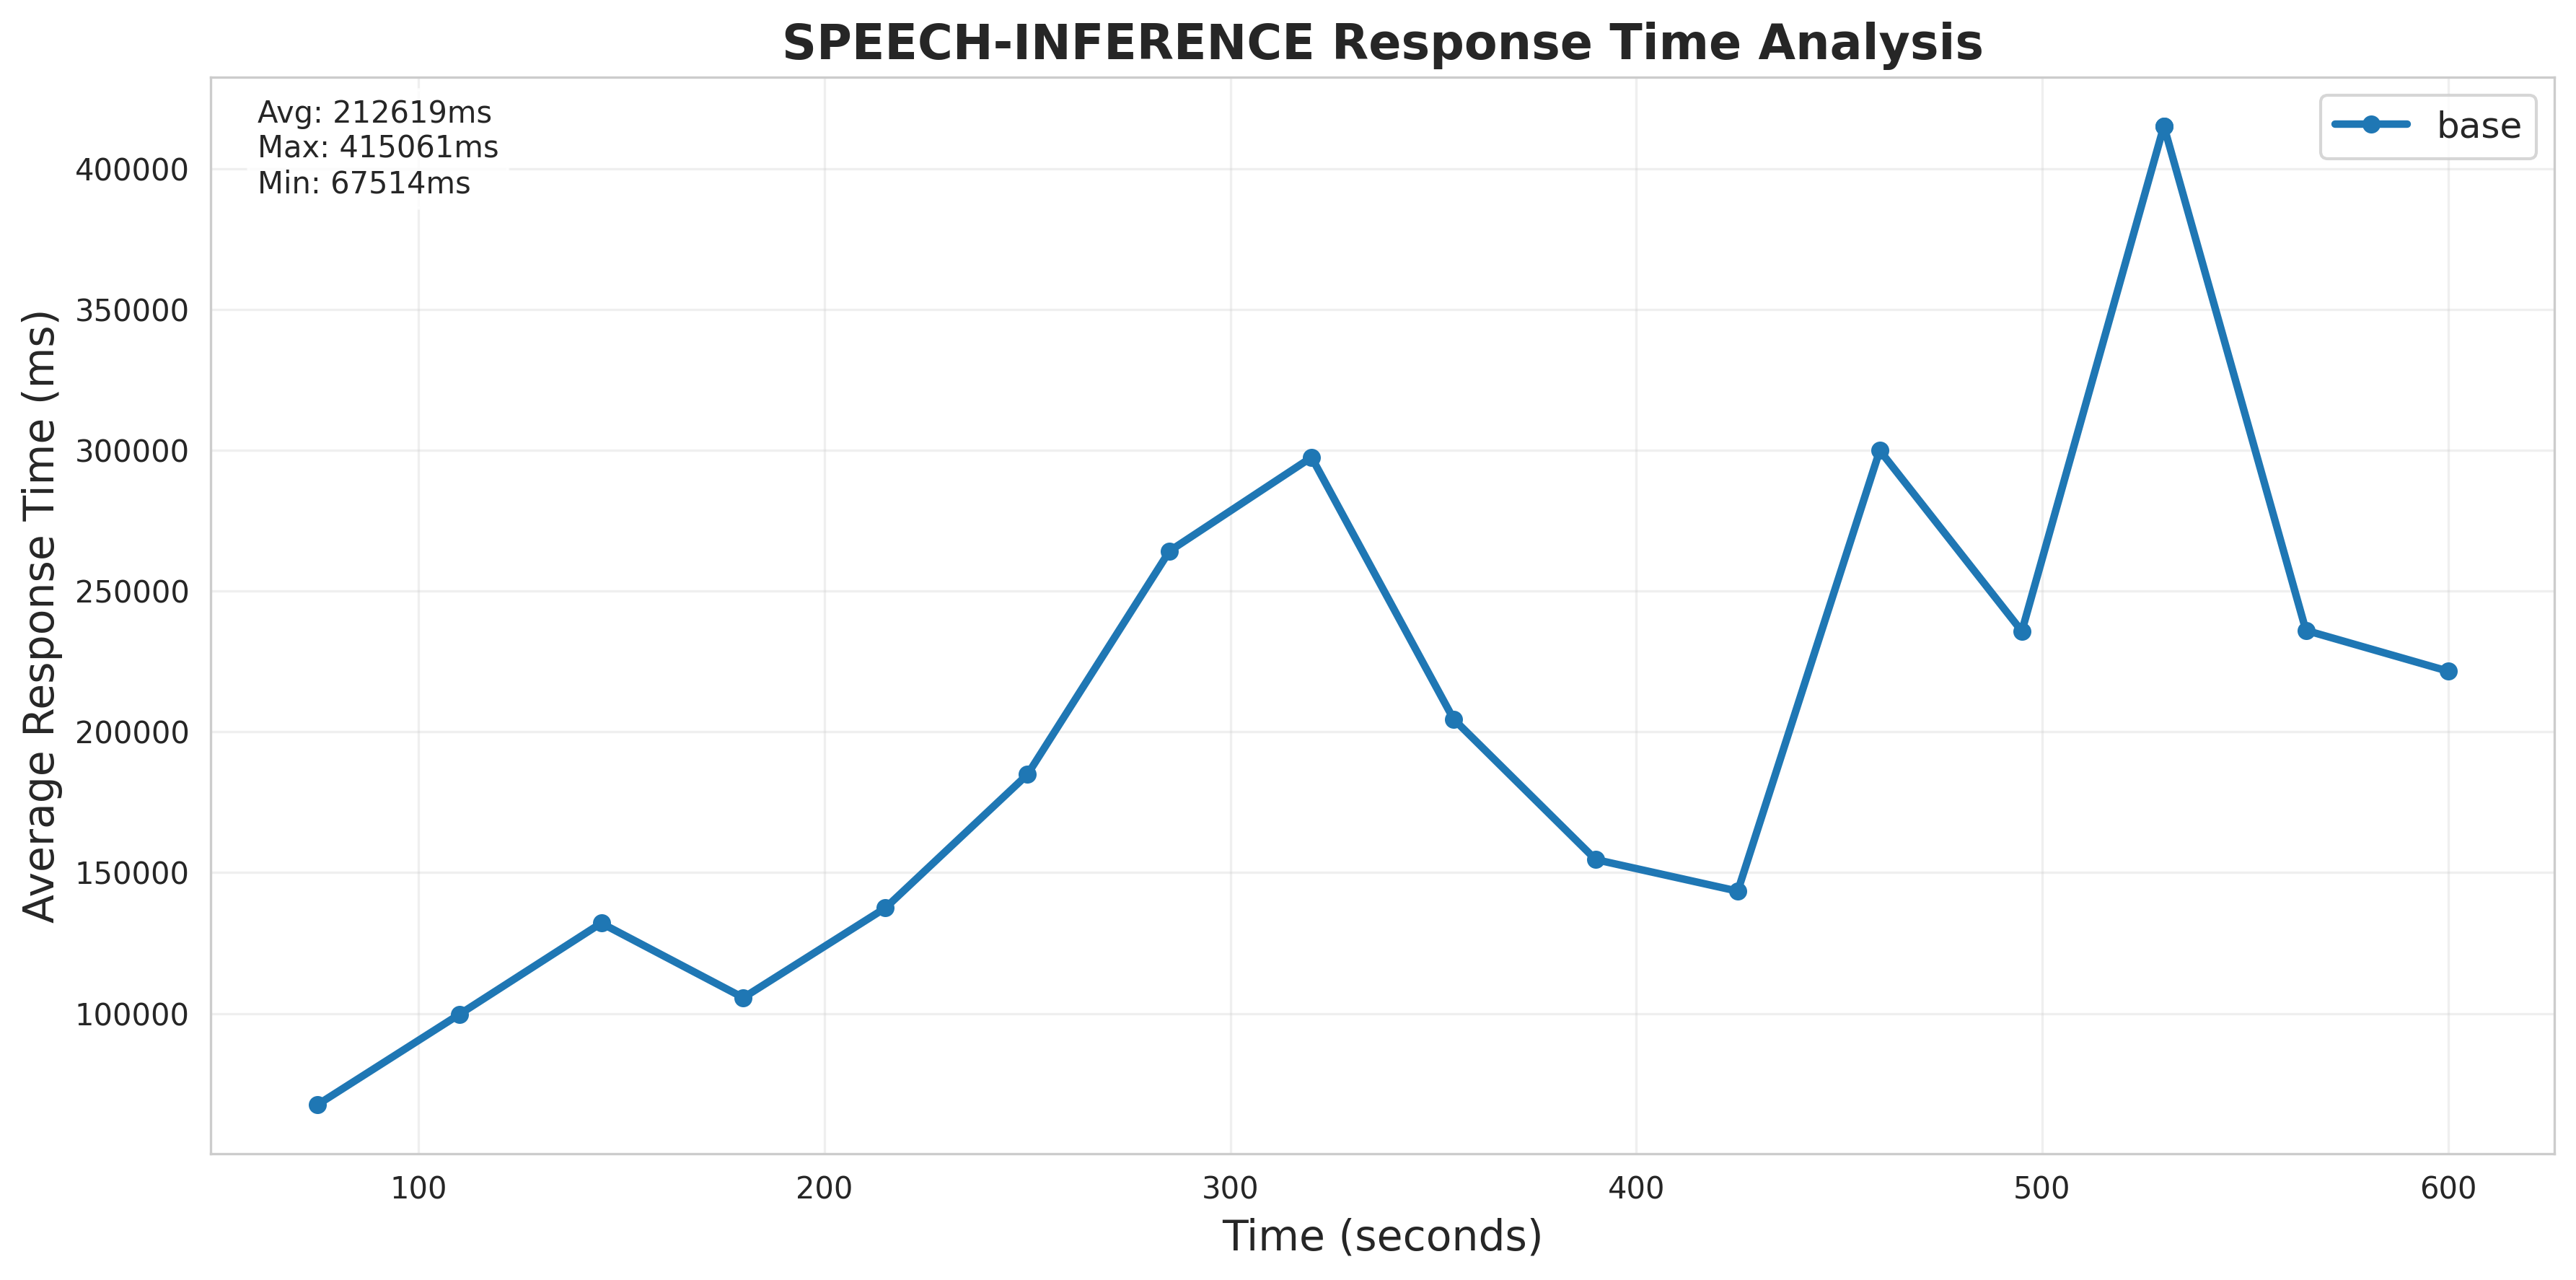 SPEECH-INFERENCE Response Time Analysis
Avg: 212619ms
Max: 415061ms
Min: 67514ms
base
Average Response Time (ms)
400000
350000
300000
250000
200000
150000
100000
100 200 300 400 500 600
Time (seconds)